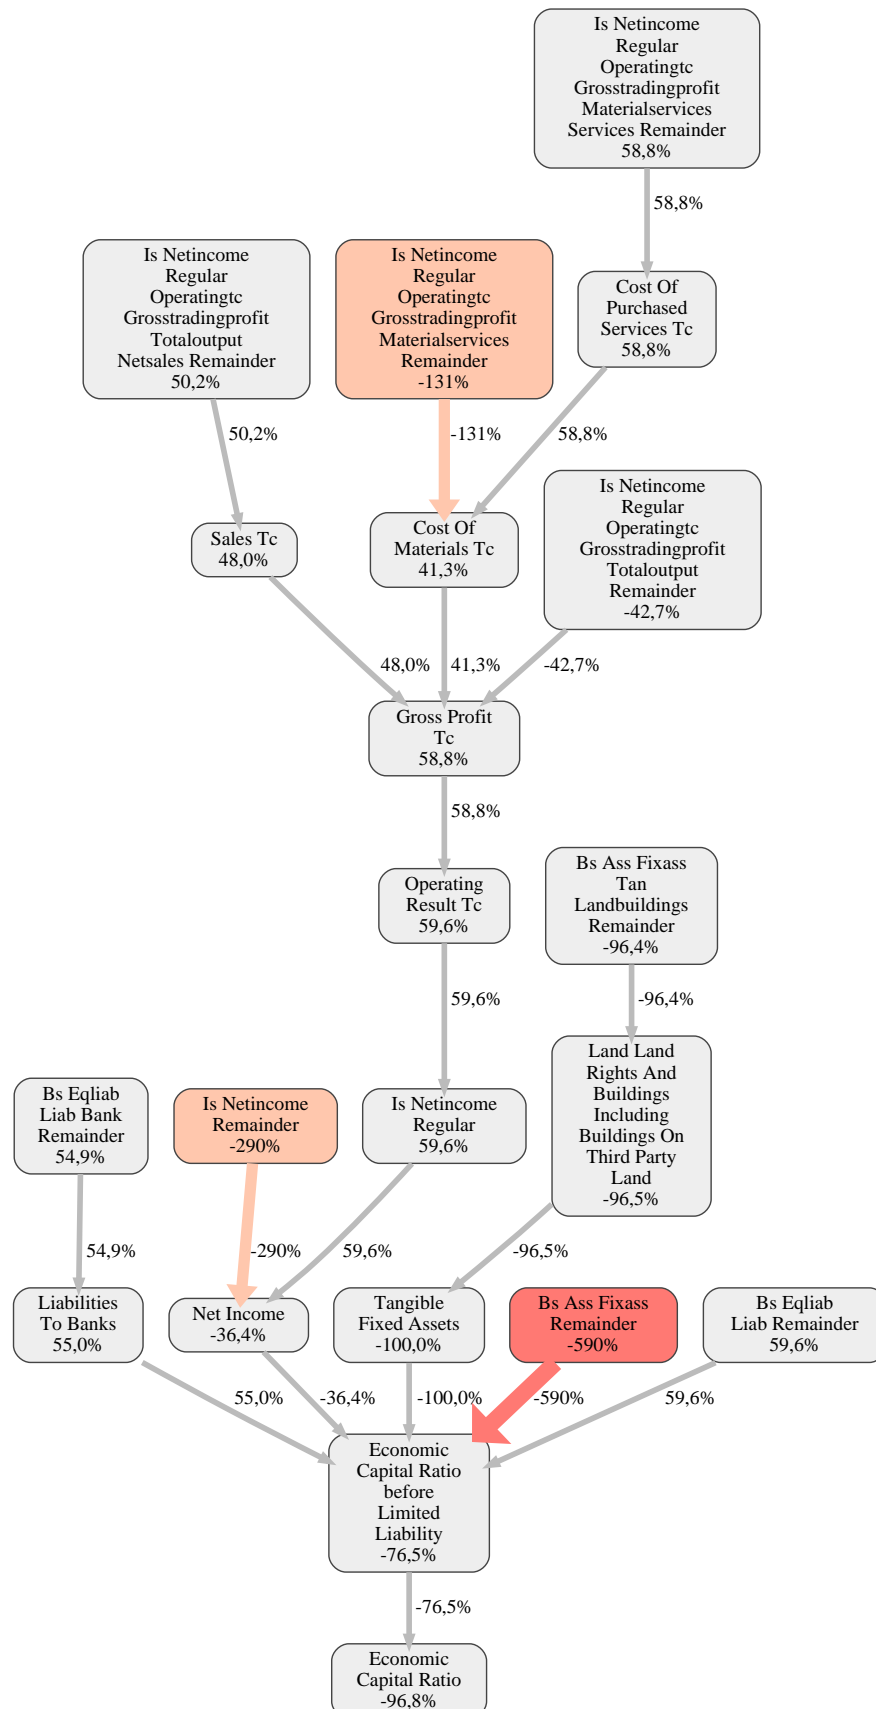 Is Netincome
Regular
Operatingtc
Grosstradingprofit
Materialservices
Services Remainder
58,8%
58,8%
Is Netincome
Regular
Operatingtc
Grosstradingprofit
Totaloutput
Netsales Remainder
50,2%
Is Netincome
Regular
Operatingtc
Grosstradingprofit
Materialservices
Remainder
-131%
Cost Of
Purchased
Services Tc
58,8%
50,2%
-131%
58,8%
Is Netincome
Regular
Operatingtc
Grosstradingprofit
Totaloutput
Remainder
-42,7%
Sales Tc
48,0%
Cost Of
Materials Tc
41,3%
48,0%
41,3%
-42,7%
Gross Profit
Tc
58,8%
58,8%
Operating
Result Tc
59,6%
Bs Ass Fixass
Tan
Landbuildings
Remainder
-96,4%
59,6%
-96,4%
Land Land
Rights And
Buildings
Including
Buildings On
Third Party
Land
-96,5%
Bs Eqliab
Liab Bank
Remainder
54,9%
Is Netincome
Remainder
-290%
Is Netincome
Regular
59,6%
54,9%
-290%
59,6%
-96,5%
Liabilities
To Banks
55,0%
Net Income
-36,4%
Tangible
Fixed Assets
-100,0%
Bs Ass Fixass
Remainder
-590%
Bs Eqliab
Liab Remainder
59,6%
55,0%
-36,4%
-100,0%
-590%
59,6%
Economic
Capital Ratio
before
Limited
Liability
-76,5%
-76,5%
Economic
Capital Ratio
-96,8%